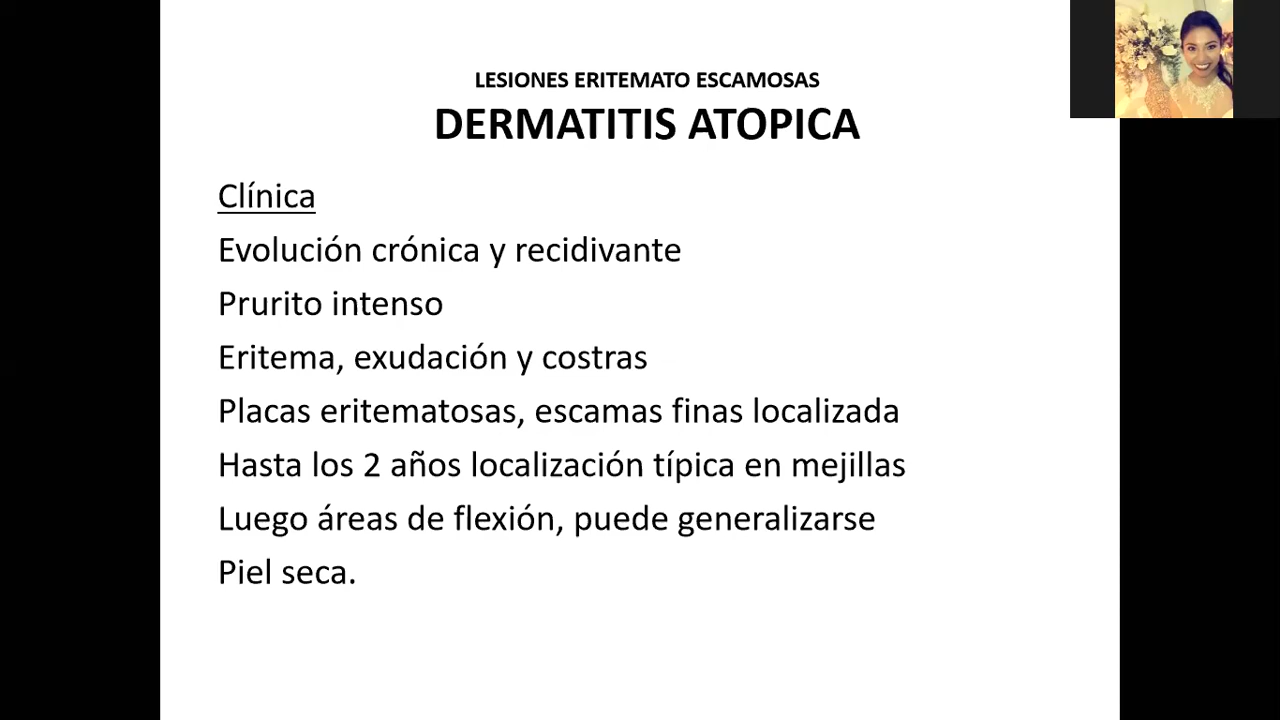 LESIONES ERITEMATO ESCAMOSAS
DERMATITIS ATOPICA
Clínica
Evolución crónica y recidivante
Prurito intenso
Eritema, exudación y costras
Placas eritematosas, escamas finas localizada
Hasta los 2 años localización típica en mejillas
Luego áreas de flexión, puede generalizarse
Piel seca.